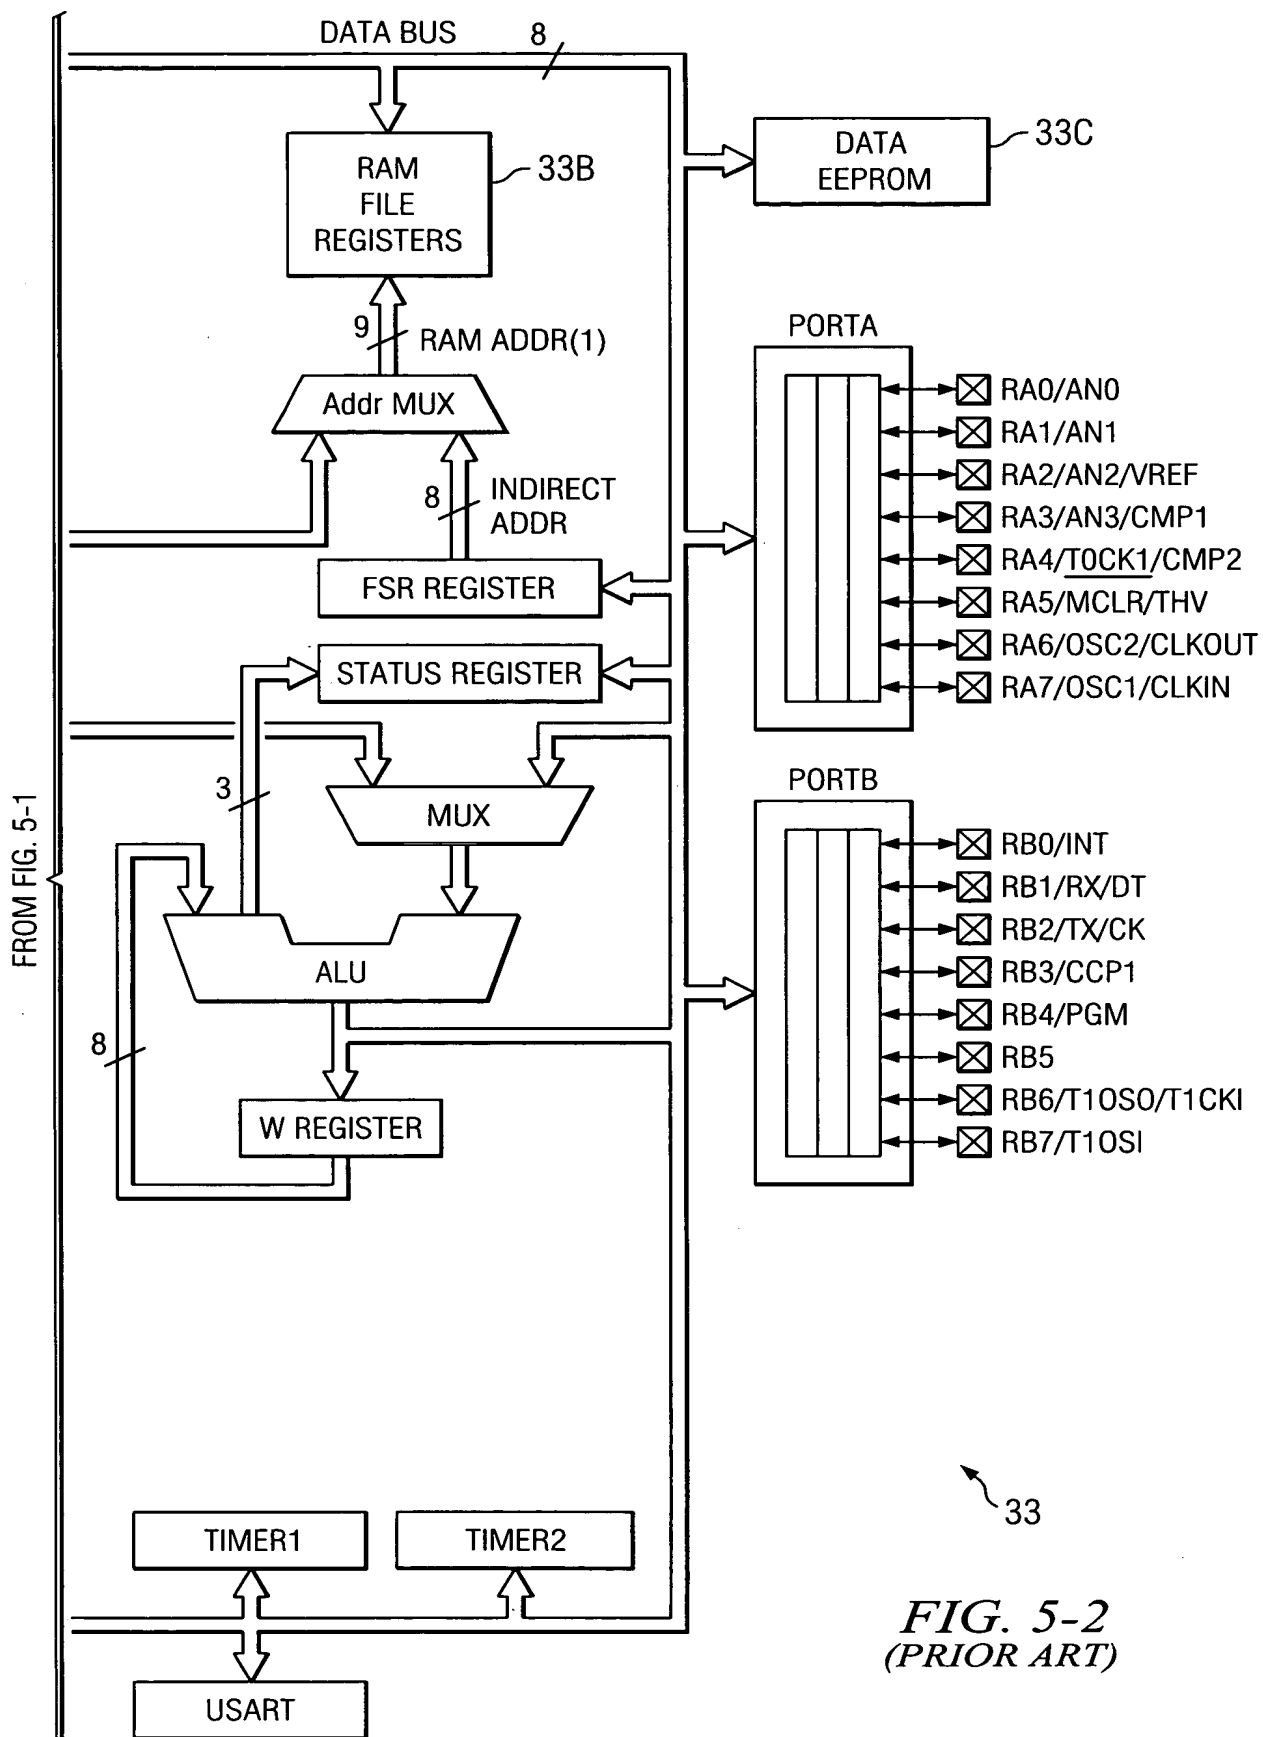 DATA BUS
8
RAM
FILE
REGISTERS
33B
DATA
EEPROM
33C
9
RAM ADDR(1)
Addr MUX
8
INDIRECT
ADDR
FSR REGISTER
STATUS REGISTER
3
MUX
ALU
8
W REGISTER
FROM FIG. 5-1
PORTA
RA0/AN0
RA1/AN1
RA2/AN2/VREF
RA3/AN3/CMP1
RA4/T0CK1/CMP2
RA5/MCLR/THV
RA6/OSC2/CLKOUT
RA7/OSC1/CLKIN
PORTB
RB0/INT
RB1/RX/DT
RB2/TX/CK
RB3/CCP1
RB4/PGM
RB5
RB6/T1OSO/T1CKI
RB7/T1OSI
TIMER1
TIMER2
USART
33
FIG. 5-2
(PRIOR ART)